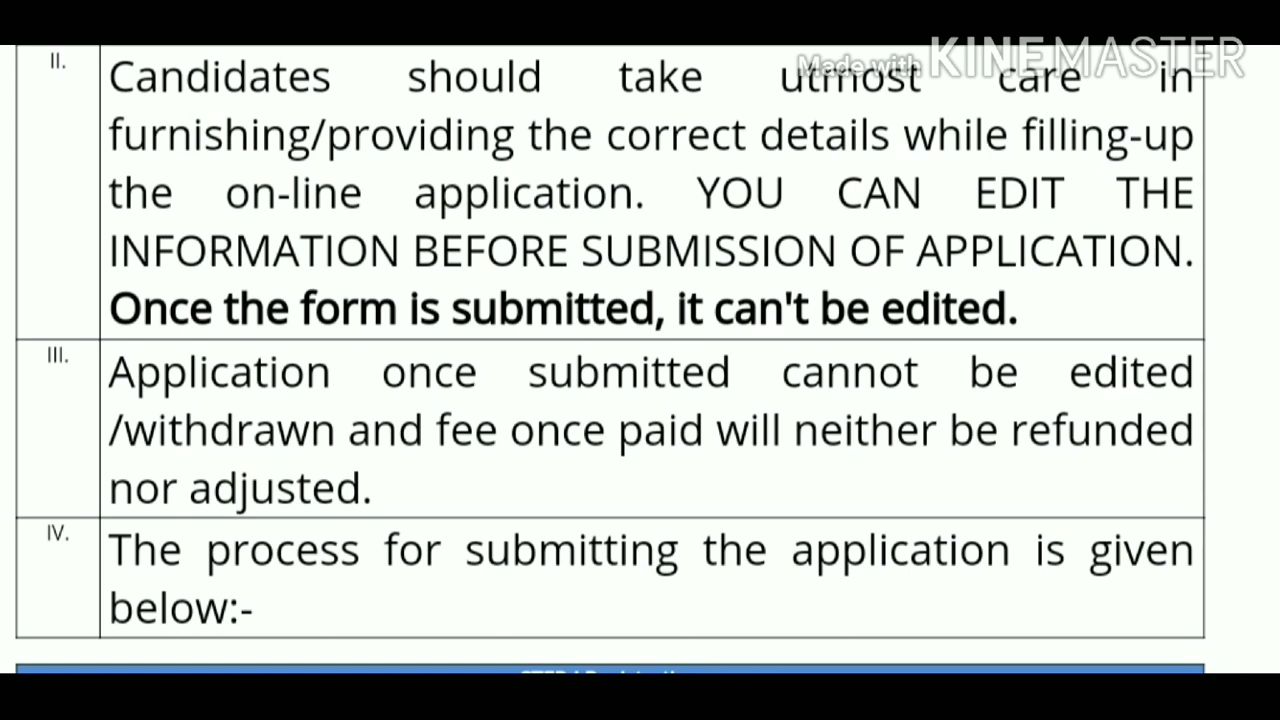 Made with KINEMASTER
II.
Candidates should take utmost care in
furnishing/providing the correct details while filling-up
the on-line application. YOU CAN EDIT THE
INFORMATION BEFORE SUBMISSION OF APPLICATION.
Once the form is submitted, it can't be edited.
III.
Application once submitted cannot be edited
/withdrawn and fee once paid will neither be refunded
nor adjusted.
IV.
The process for submitting the application is given
below:-